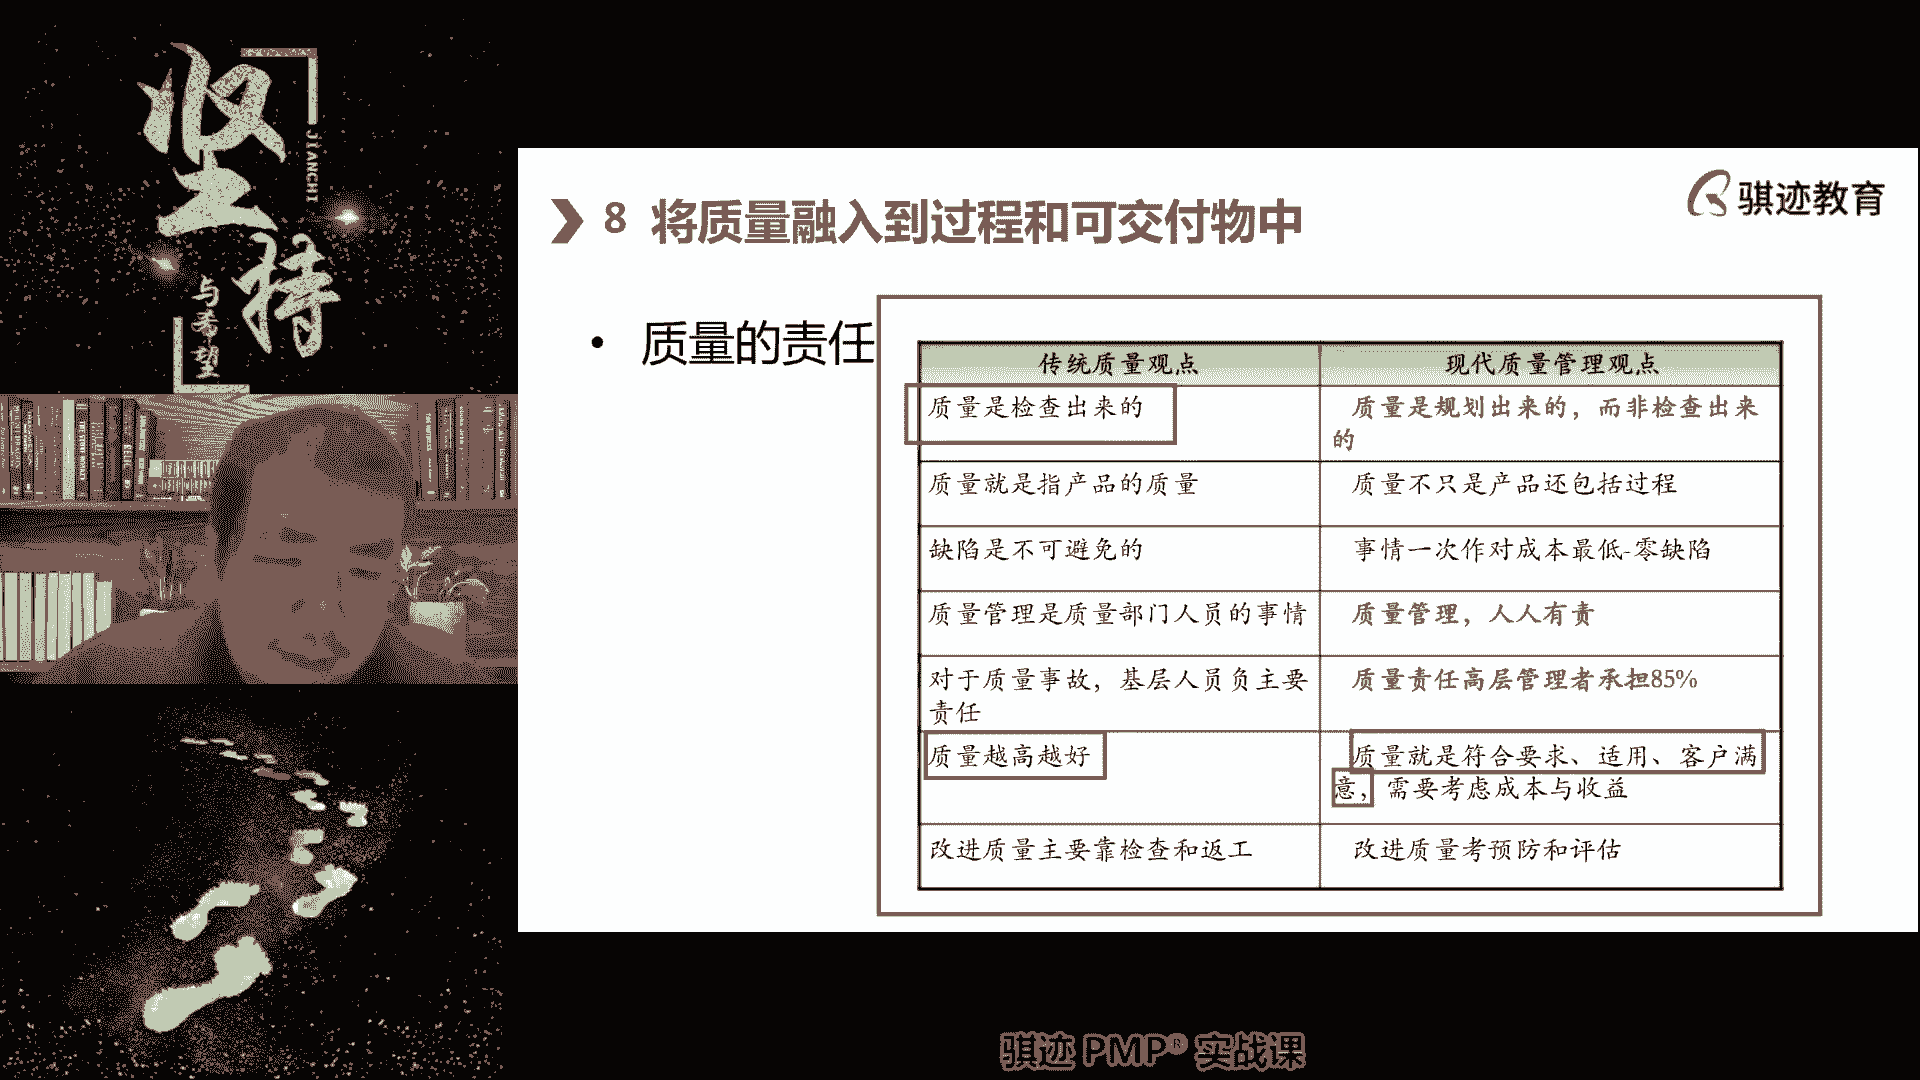 坚持
JIANCHI
与希望
8 将质量融入到过程和可交付物中
骐迹教育
• 质量的责任
传统质量观点
现代质量管理观点
质量是检查出来的
质量是规划出来的，而非检查出来
的
质量就是指产品的质量
质量不只是产品还包括过程
缺陷是不可避免的
事情一次作对成本最低-零缺陷
质量管理是质量部门人员的事情
质量管理，人人有责
对于质量事故，基层人员负主要
责任
质量责任高层管理者承担85%
质量越高越好
质量就是符合要求、适用、客户满
意，需要考虑成本与收益
改进质量主要靠检查和返工
改进质量考预防和评估
骐迹 PMP® 实战课